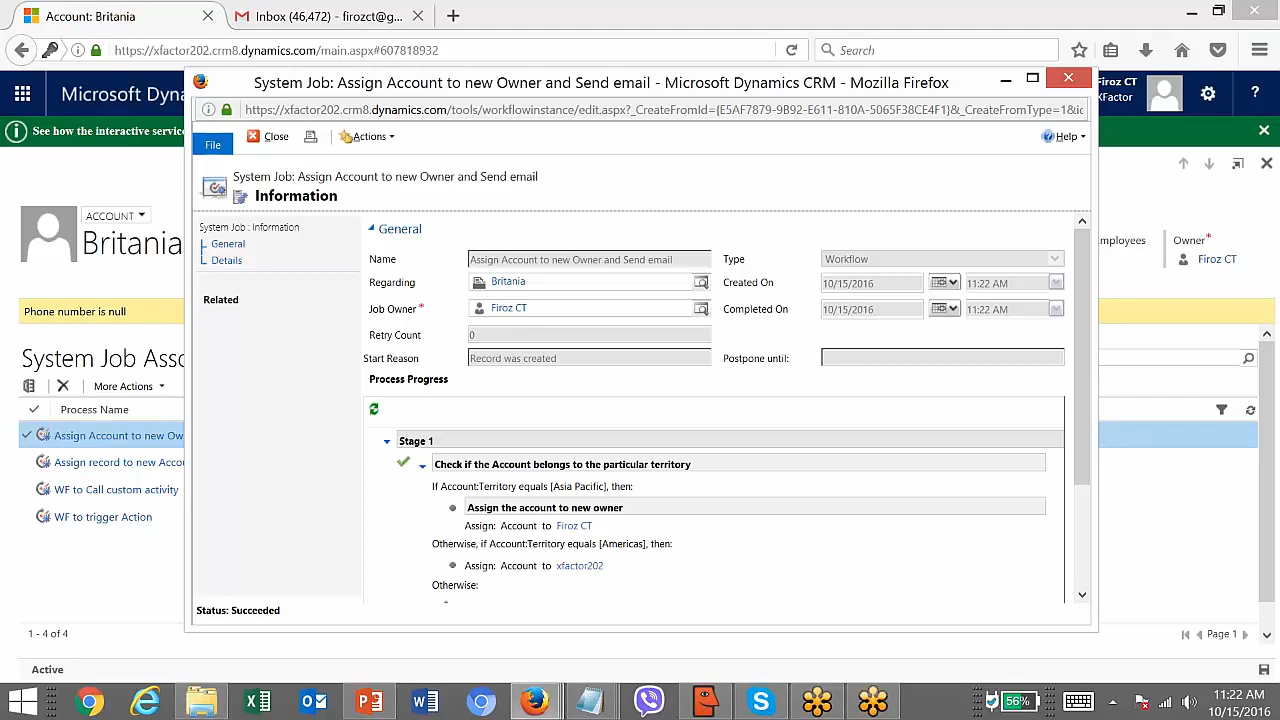 Account: Britania
Inbox (46,472) - firozct@g...
https://xfactor202.crm8.dynamics.com/main.aspx#607818932
Search
System Job: Assign Account to new Owner and Send email - Microsoft Dynamics CRM - Mozilla Firefox
Microsoft Dyna
Firoz CT
XFactor
?
https://xfactor202.crm8.dynamics.com/tools/workflowinstance/edit.aspx?_CreateFromId={E5AF7879-9B92-E611-810A-5065F38CE4F1}&_CreateFromType=1&ic
See how the interactive service
File
Close
Actions
Help
System Job: Assign Account to new Owner and Send email
Information
ACCOUNT
Britania
mployees
Owner*
Firoz CT
System Job : Information
General
Details
Related
General
Name
Assign Account to new Owner and Send email
Type
Workflow
Regarding
Britania
Created On
10/15/2016
11:22 AM
Job Owner*
Firoz CT
Completed On
10/15/2016
11:22 AM
Phone number is null
Retry Count
0
Start Reason
Record was created
Postpone until:
System Job Asso
Process Progress
More Actions
Process Name
Assign Account to new Ow
Assign record to new Accou
WF to Call custom activity
WF to trigger Action
Stage 1
Check if the Account belongs to the particular territory
If Account:Territory equals [Asia Pacific], then:
Assign the account to new owner
Assign: Account to Firoz CT
Otherwise, if Account:Territory equals [Americas], then:
Assign: Account to xfactor202
Otherwise:
Status: Succeeded
1 - 4 of 4
Page 1
Active
56%
11:22 AM
10/15/2016